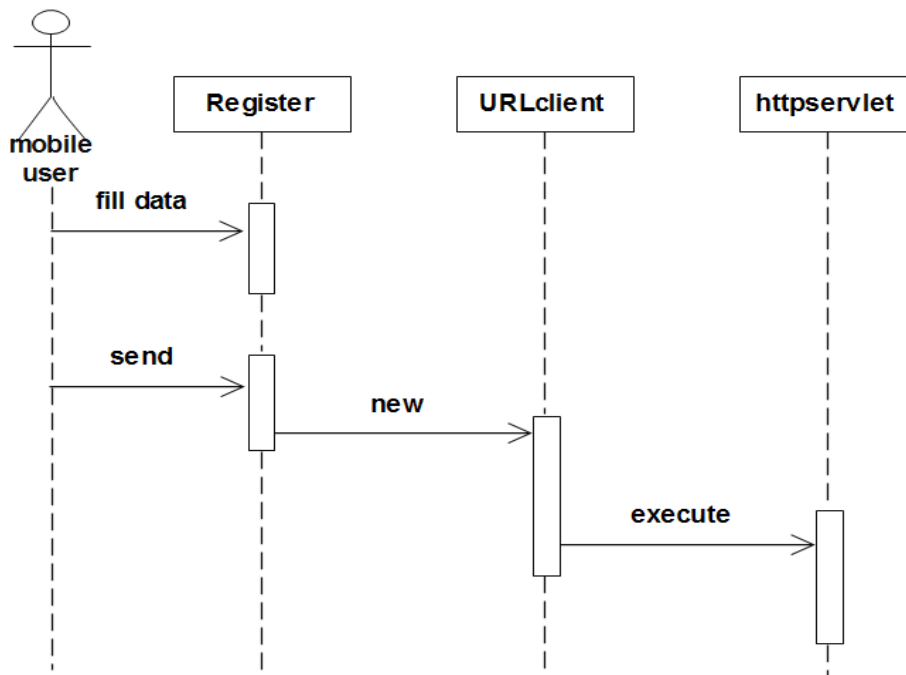 Register
URLclient
httpservlet
mobile
user
fill data
send
new
execute